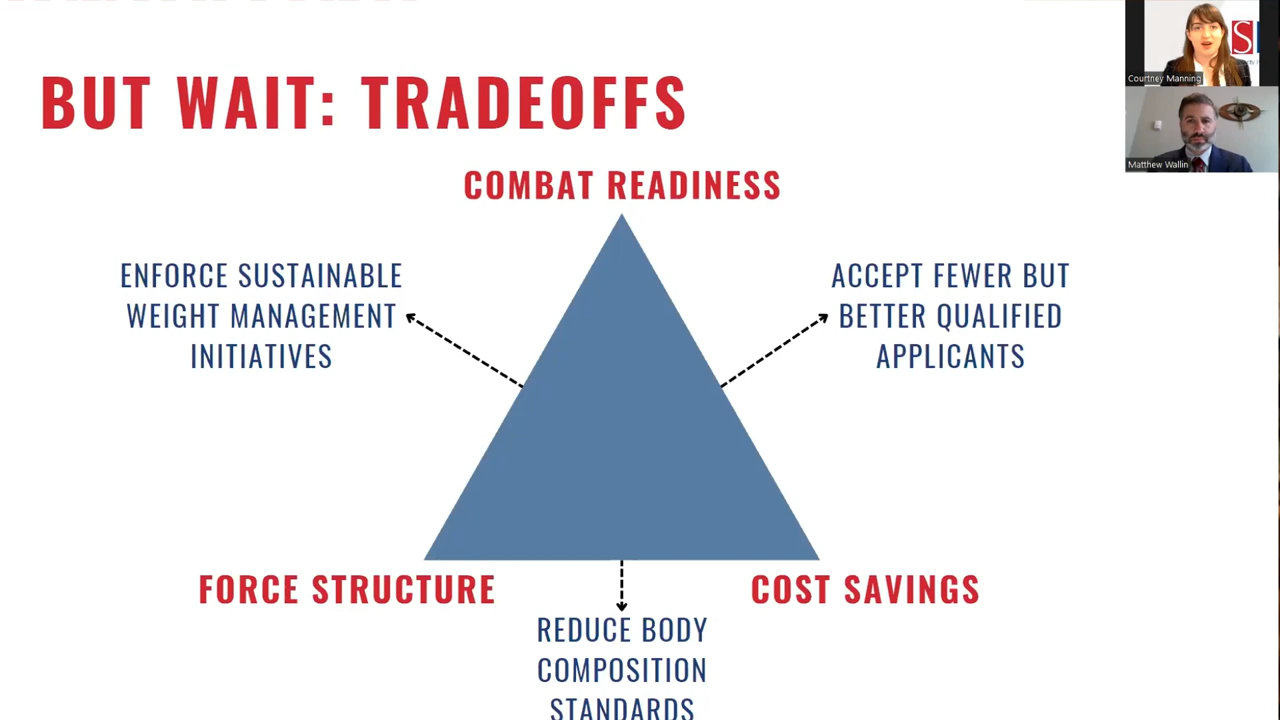 BUT WAIT: TRADEOFFS
COMBAT READINESS
ENFORCE SUSTAINABLE
WEIGHT MANAGEMENT
INITIATIVES
ACCEPT FEWER BUT
BETTER QUALIFIED
APPLICANTS
FORCE STRUCTURE
COST SAVINGS
REDUCE BODY
COMPOSITION
STANDARDS
S
Courtney Manning
Matthew Wallin